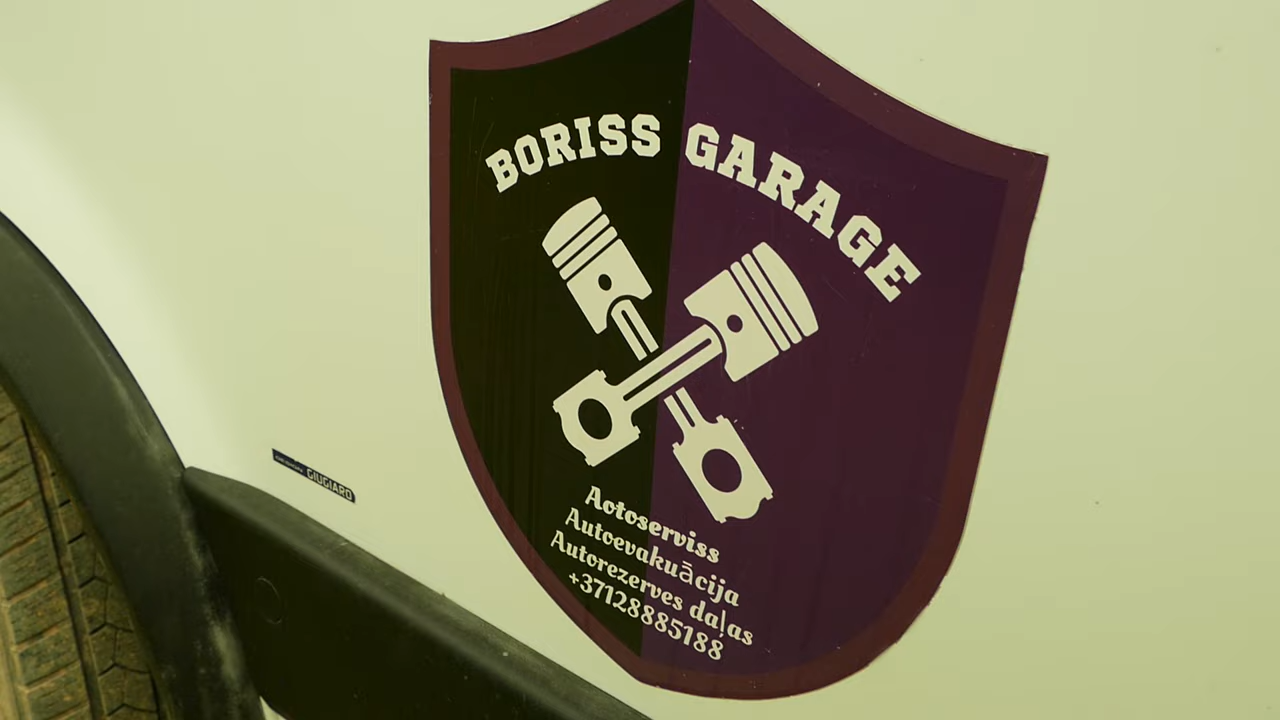 BORISS GARAGE
Aotoserviss
Autoevakuācija
Autorezerves daļas
+37128885188
GIUGIARO